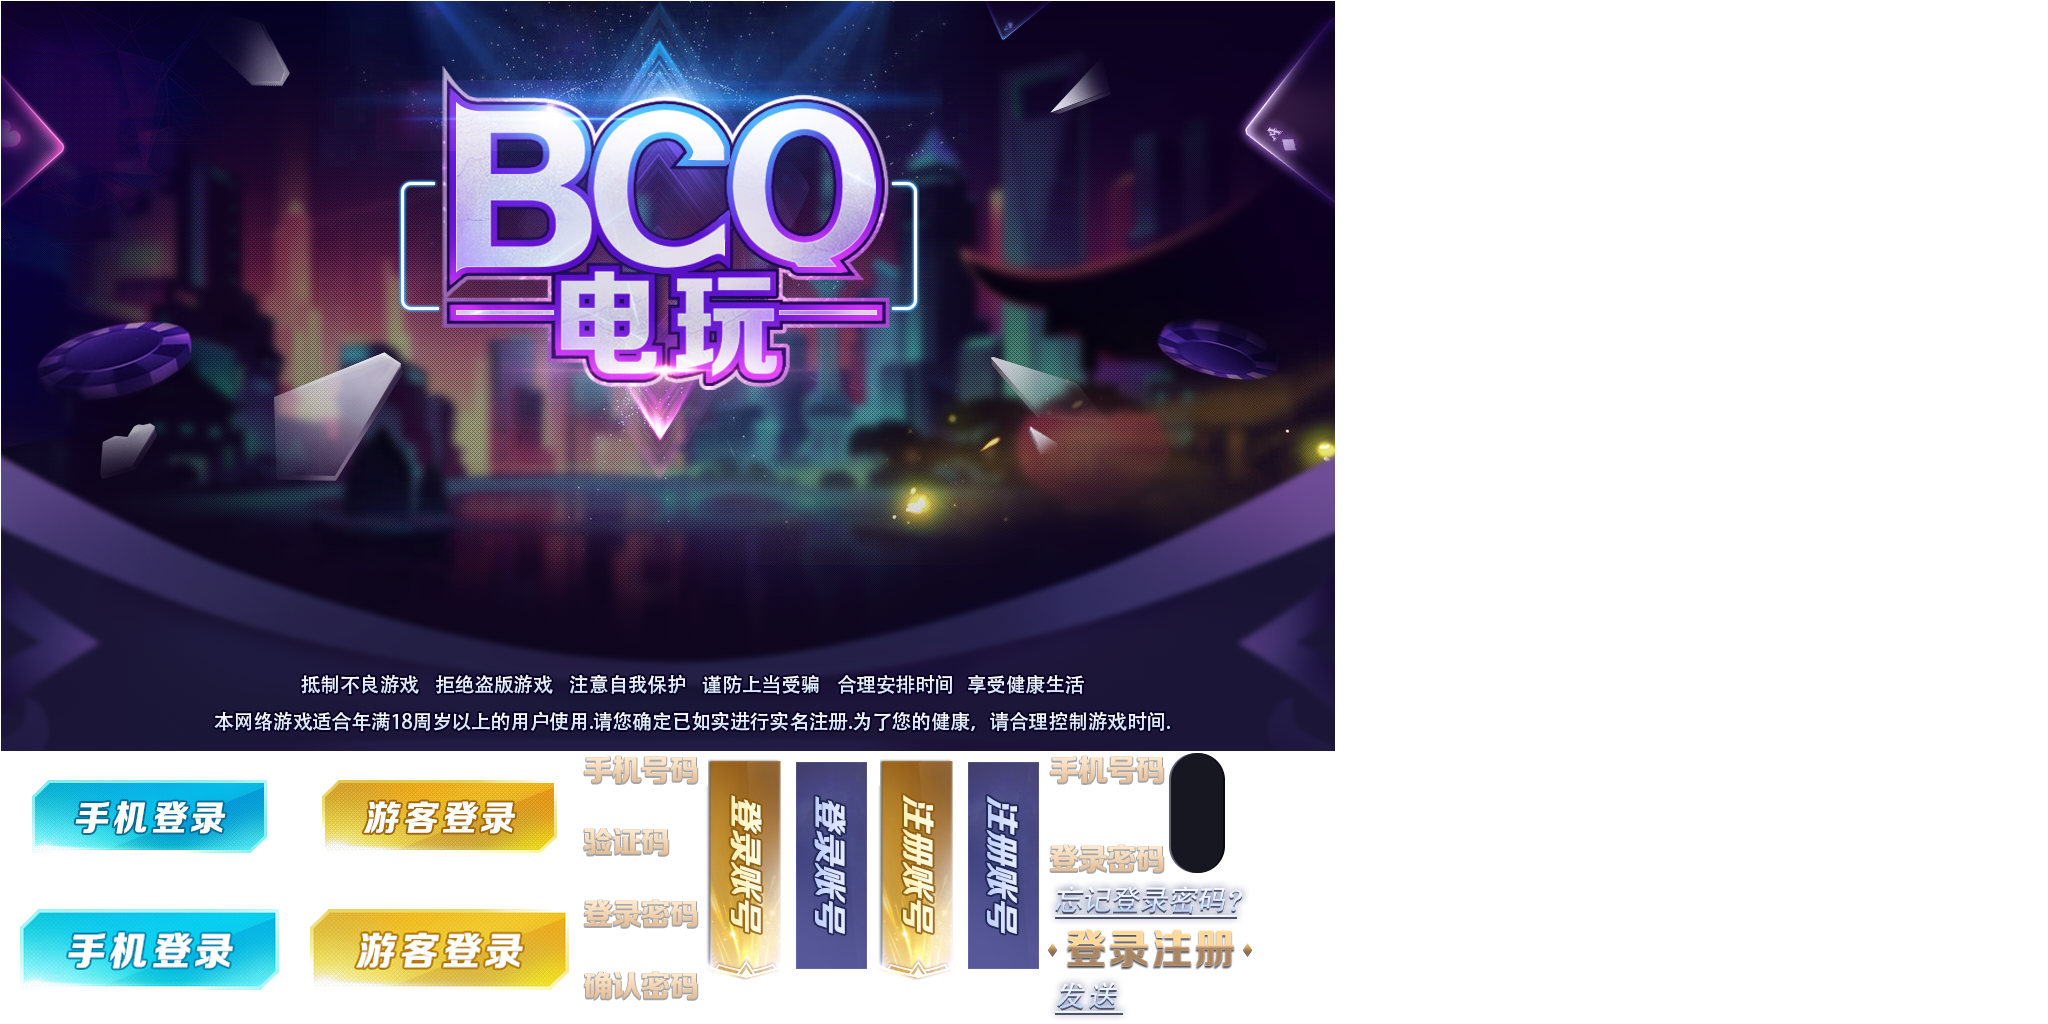 BCQ
电玩
抵制不良游戏 拒绝盗版游戏 注意自我保护 谨防上当受骗 合理安排时间 享受健康生活
本网络游戏适合年满18周岁以上的用户使用.请您确定已如实进行实名注册.为了您的健康，请合理控制游戏时间.
手机登录
游客登录
手机登录
游客登录
手机号码
验证码
登录密码
确认密码
登录账号
登录账号
注册账号
注册账号
手机号码
登录密码
忘记登录密码?
登录注册
发送